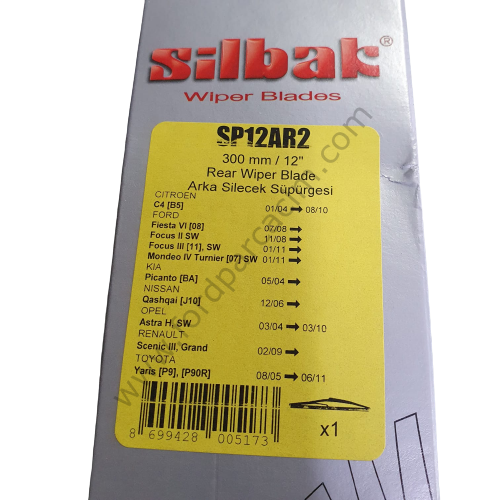 silbak®
Wiper Blades
SP12AR2
300 mm / 12"
Rear Wiper Blade
Arka Silecek Süpürgesi
CITROEN
C4 [B5] 01/04 → 08/10
FORD
Fiesta VI [08] 07/08 →
Focus II SW 11/08 →
Focus III [11], SW 01/11 →
Mondeo IV Turnier [07] SW 01/11 →
KIA
Picanto [BA] 05/04 →
NISSAN
Qashqai [J10] 12/06 →
OPEL
Astra H, SW 03/04 → 03/10
RENAULT
Scenic III, Grand 02/09 →
TOYOTA
Yaris [P9], [P90R] 08/05 → 06/11
x1
8 699428 005173
www.fordparcacim.com